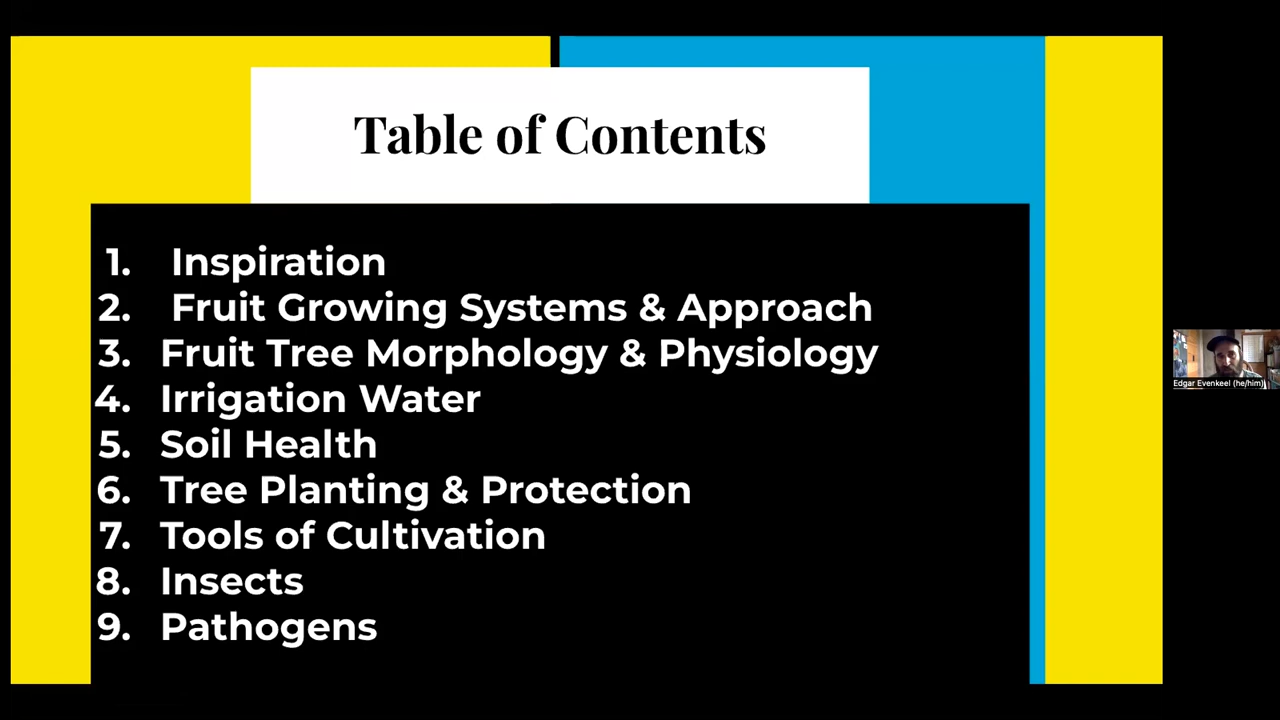 Table of Contents
1. Inspiration
2. Fruit Growing Systems & Approach
3. Fruit Tree Morphology & Physiology
4. Irrigation Water
5. Soil Health
6. Tree Planting & Protection
7. Tools of Cultivation
8. Insects
9. Pathogens
Edgar Evenkeel (he/him)